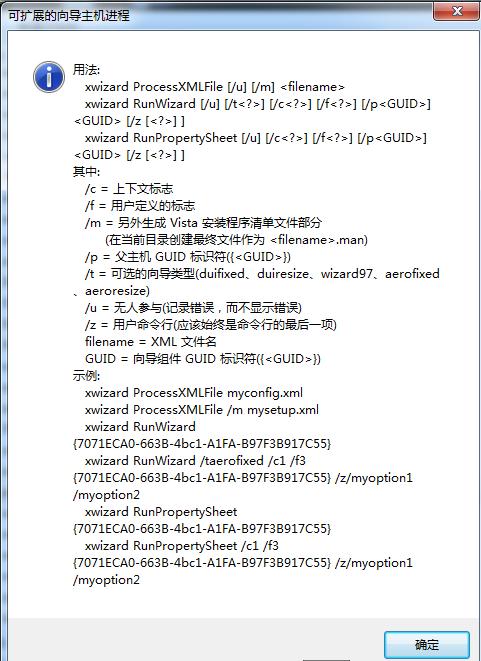 可扩展的向导主机进程
用法:
xwizard ProcessXMLFile [/u] [/m] <filename>
xwizard RunWizard [/u] [/t<?>] [/c<?>] [/f<?>] [/p<GUID>]
<GUID> [/z [<?>] ]
xwizard RunPropertySheet [/u] [/c<?>] [/f<?>] [/p<GUID>]
<GUID> [/z [<?>] ]
其中:
/c = 上下文标志
/f = 用户定义的标志
/m = 另外生成 Vista 安装程序清单文件部分
(在当前目录创建最终文件作为 <filename>.man)
/p = 父主机 GUID 标识符({<GUID>})
/t = 可选的向导类型(duifixed、duiresize、wizard97、aerofixed
、aeroresize)
/u = 无人参与(记录错误，而不显示错误)
/z = 用户命令行(应该始终是命令行的最后一项)
filename = XML 文件名
GUID = 向导组件 GUID 标识符({<GUID>})
示例:
xwizard ProcessXMLFile myconfig.xml
xwizard ProcessXMLFile /m mysetup.xml
xwizard RunWizard
{7071ECA0-663B-4bc1-A1FA-B97F3B917C55}
xwizard RunWizard /taerofixed /c1 /f3
{7071ECA0-663B-4bc1-A1FA-B97F3B917C55} /z/myoption1
/myoption2
xwizard RunPropertySheet
{7071ECA0-663B-4bc1-A1FA-B97F3B917C55}
xwizard RunPropertySheet /c1 /f3
{7071ECA0-663B-4bc1-A1FA-B97F3B917C55} /z/myoption1
/myoption2
确定